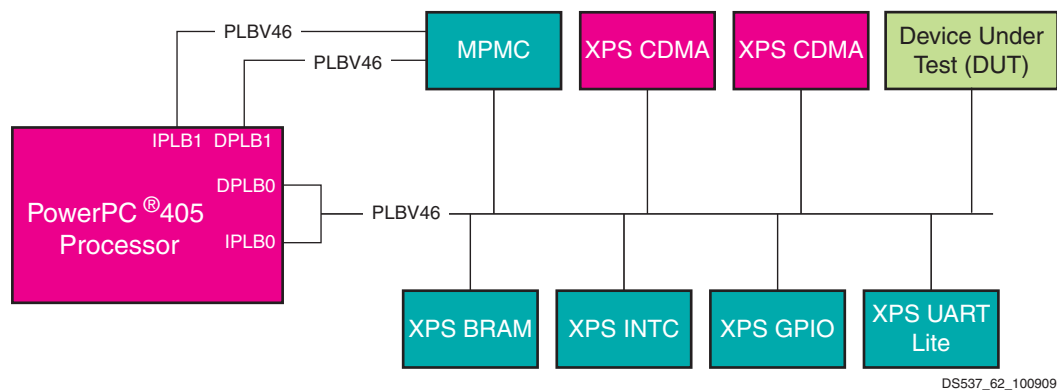 PLBV46
PLBV46
MPMC
XPS CDMA
XPS CDMA
Device Under
Test (DUT)
IPLB1 DPLB1
DPLB0
PowerPC ®405
Processor
IPLB0
PLBV46
XPS BRAM
XPS INTC
XPS GPIO
XPS UART
Lite
DS537_62_100909